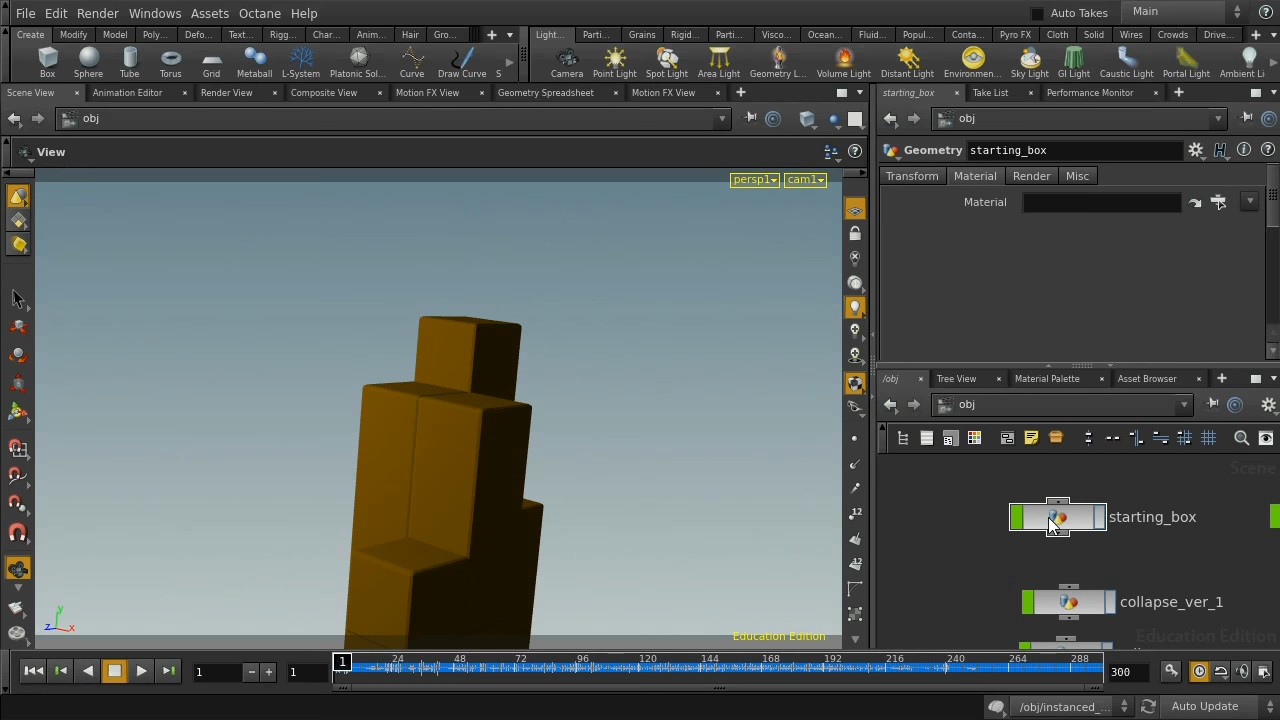 File Edit Render Windows Assets Octane Help Auto Takes Main
Create Modify Model Poly... Defo... Text... Rigg... Char... Anim... Hair Gro... Light... Parti... Grains Rigid... Parti... Visco... Ocean... Fluid... Popul... Conta... Pyro FX Cloth Solid Wires Crowds Drive...
Box Sphere Tube Torus Grid Metaball L-System Platonic Sol... Curve Draw Curve S Camera Point Light Spot Light Area Light Geometry L... Volume Light Distant Light Environmen... Sky Light GI Light Caustic Light Portal Light Ambient Li
Scene View Animation Editor Render View Composite View Motion FX View Geometry Spreadsheet Motion FX View starting_box Take List Performance Monitor
obj obj
View Geometry starting_box
persp1 cam1 Transform Material Render Misc
Material
/obj Tree View Material Palette Asset Browser
obj
Scene
12
starting_box
12
collapse_ver_1
y
z x
Education Edition Education Edition
1 24 48 72 96 120 144 168 192 216 240 264 288
1 1 300
/obj/instanced_... Auto Update